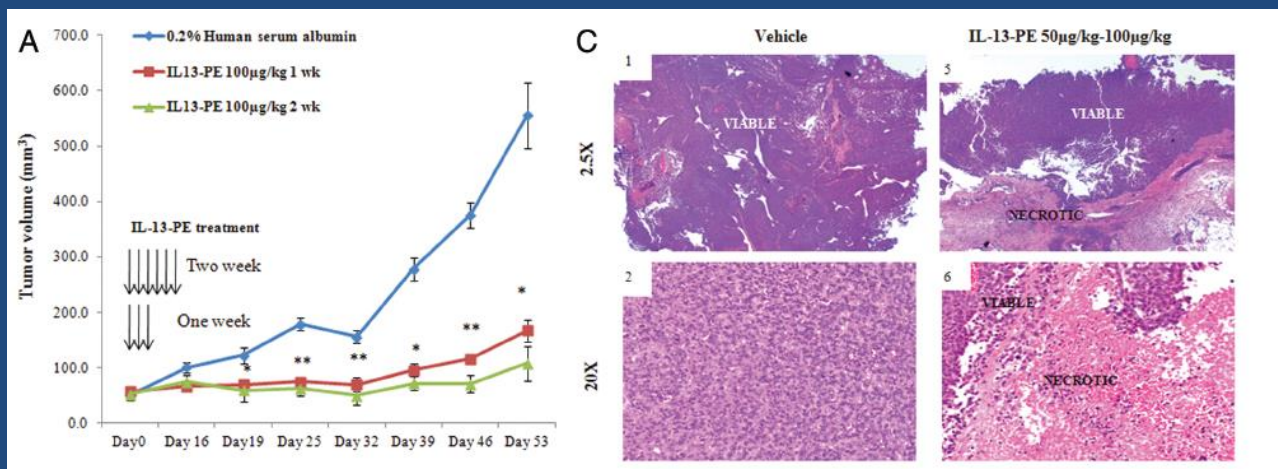 A
700.0
600.0
500.0
400.0
300.0
200.0
100.0
0.0
Tumor volume (mm³)
0.2% Human serum albumin
IL13-PE 100µg/kg 1 wk
IL13-PE 100µg/kg 2 wk
IL-13-PE treatment
Two week
One week
*
**
**
*
**
*
Day0 Day 16 Day19 Day 25 Day 32 Day 39 Day 46 Day 53
C
Vehicle
IL-13-PE 50µg/kg-100µg/kg
2.5X
1
VIABLE
5
VIABLE
NECROTIC
20X
2
6
VIABLE
NECROTIC